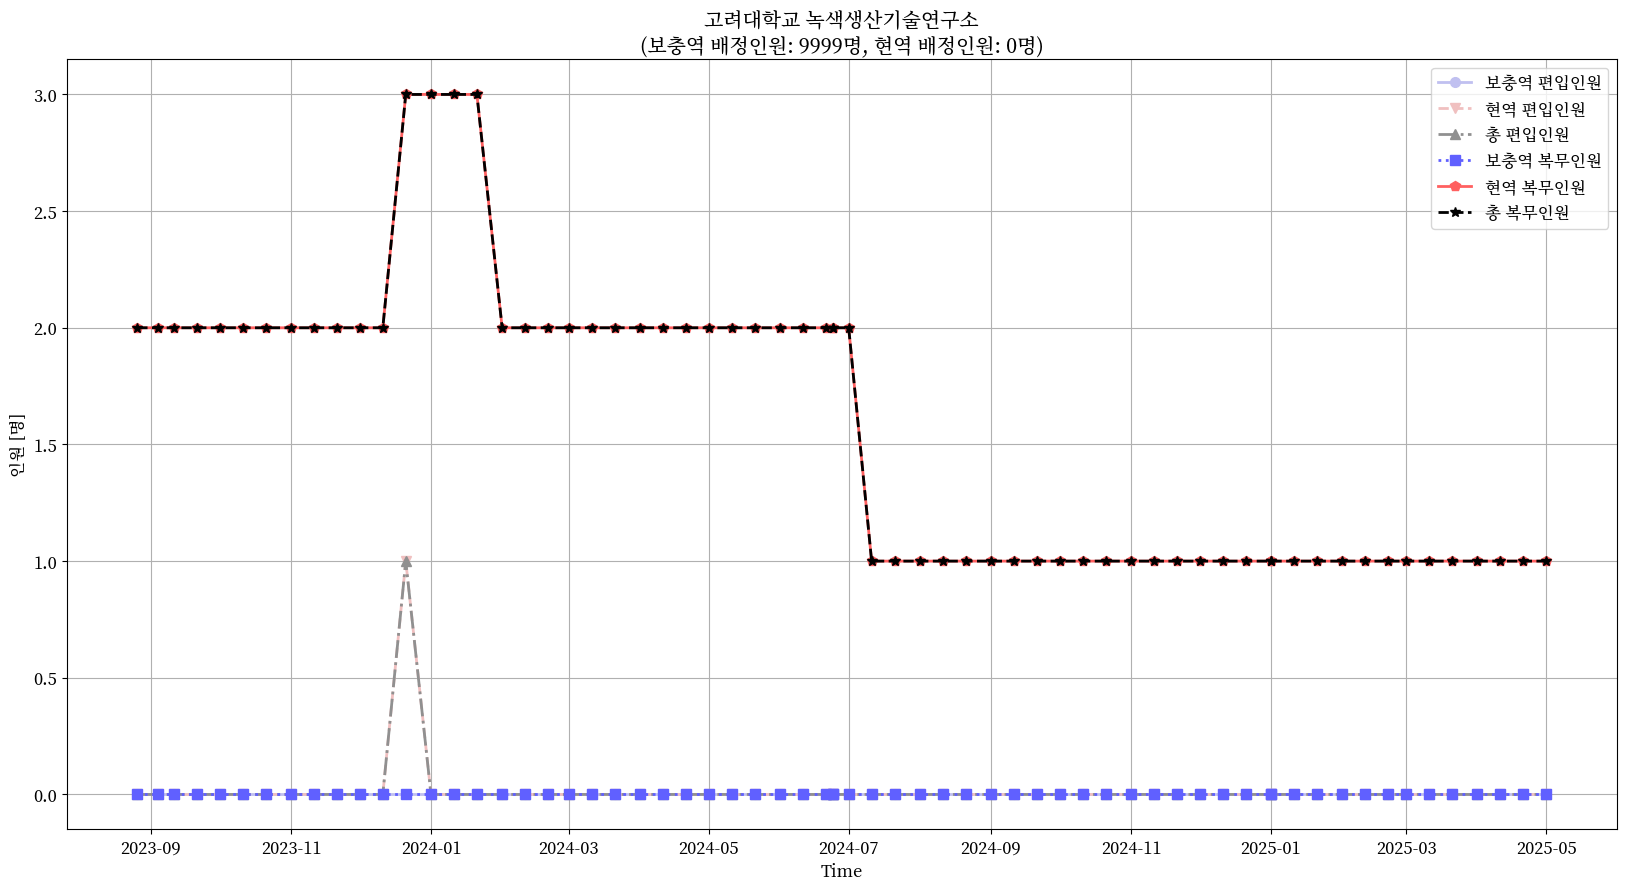 고려대학교 녹색생산기술연구소
(보충역 배정인원: 9999명, 현역 배정인원: 0명)
보충역 편입인원
현역 편입인원
총 편입인원
보충역 복무인원
현역 복무인원
총 복무인원
인원 [명]
3.0
2.5
2.0
1.5
1.0
0.5
0.0
2023-09
2023-11
2024-01
2024-03
2024-05
2024-07
2024-09
2024-11
2025-01
2025-03
2025-05
Time